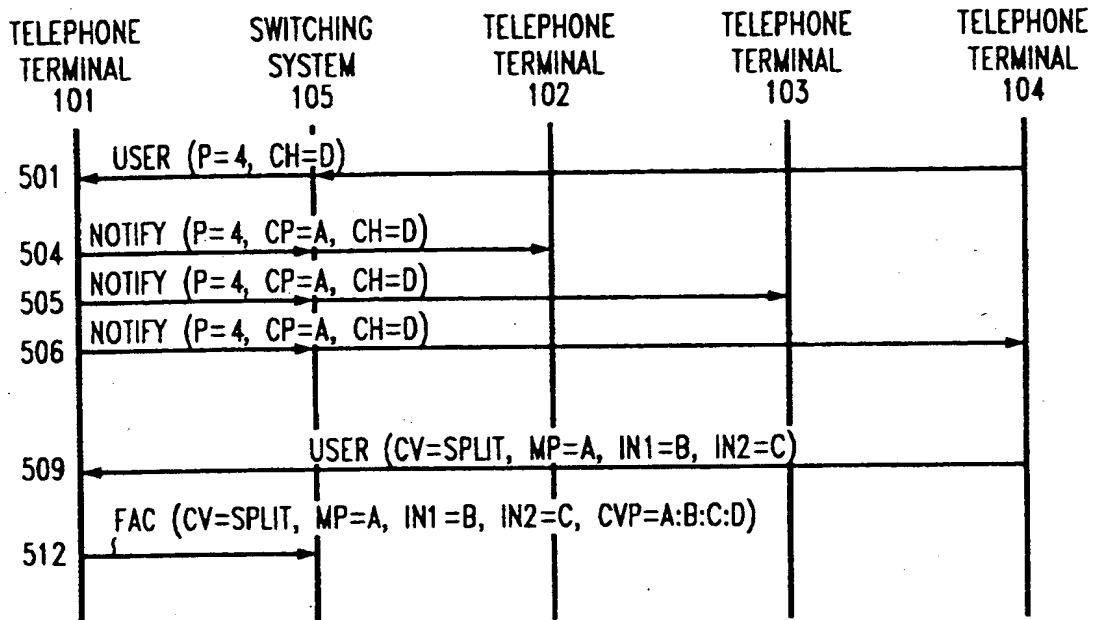 TELEPHONE TERMINAL 101
SWITCHING SYSTEM 105
TELEPHONE TERMINAL 102
TELEPHONE TERMINAL 103
TELEPHONE TERMINAL 104
501 USER (P=4, CH=D)
504 NOTIFY (P=4, CP=A, CH=D)
505 NOTIFY (P=4, CP=A, CH=D)
506 NOTIFY (P=4, CP=A, CH=D)
509 USER (CV=SPLIT, MP=A, IN1=B, IN2=C)
512 FAC (CV=SPLIT, MP=A, IN1=B, IN2=C, CVP=A:B:C:D)